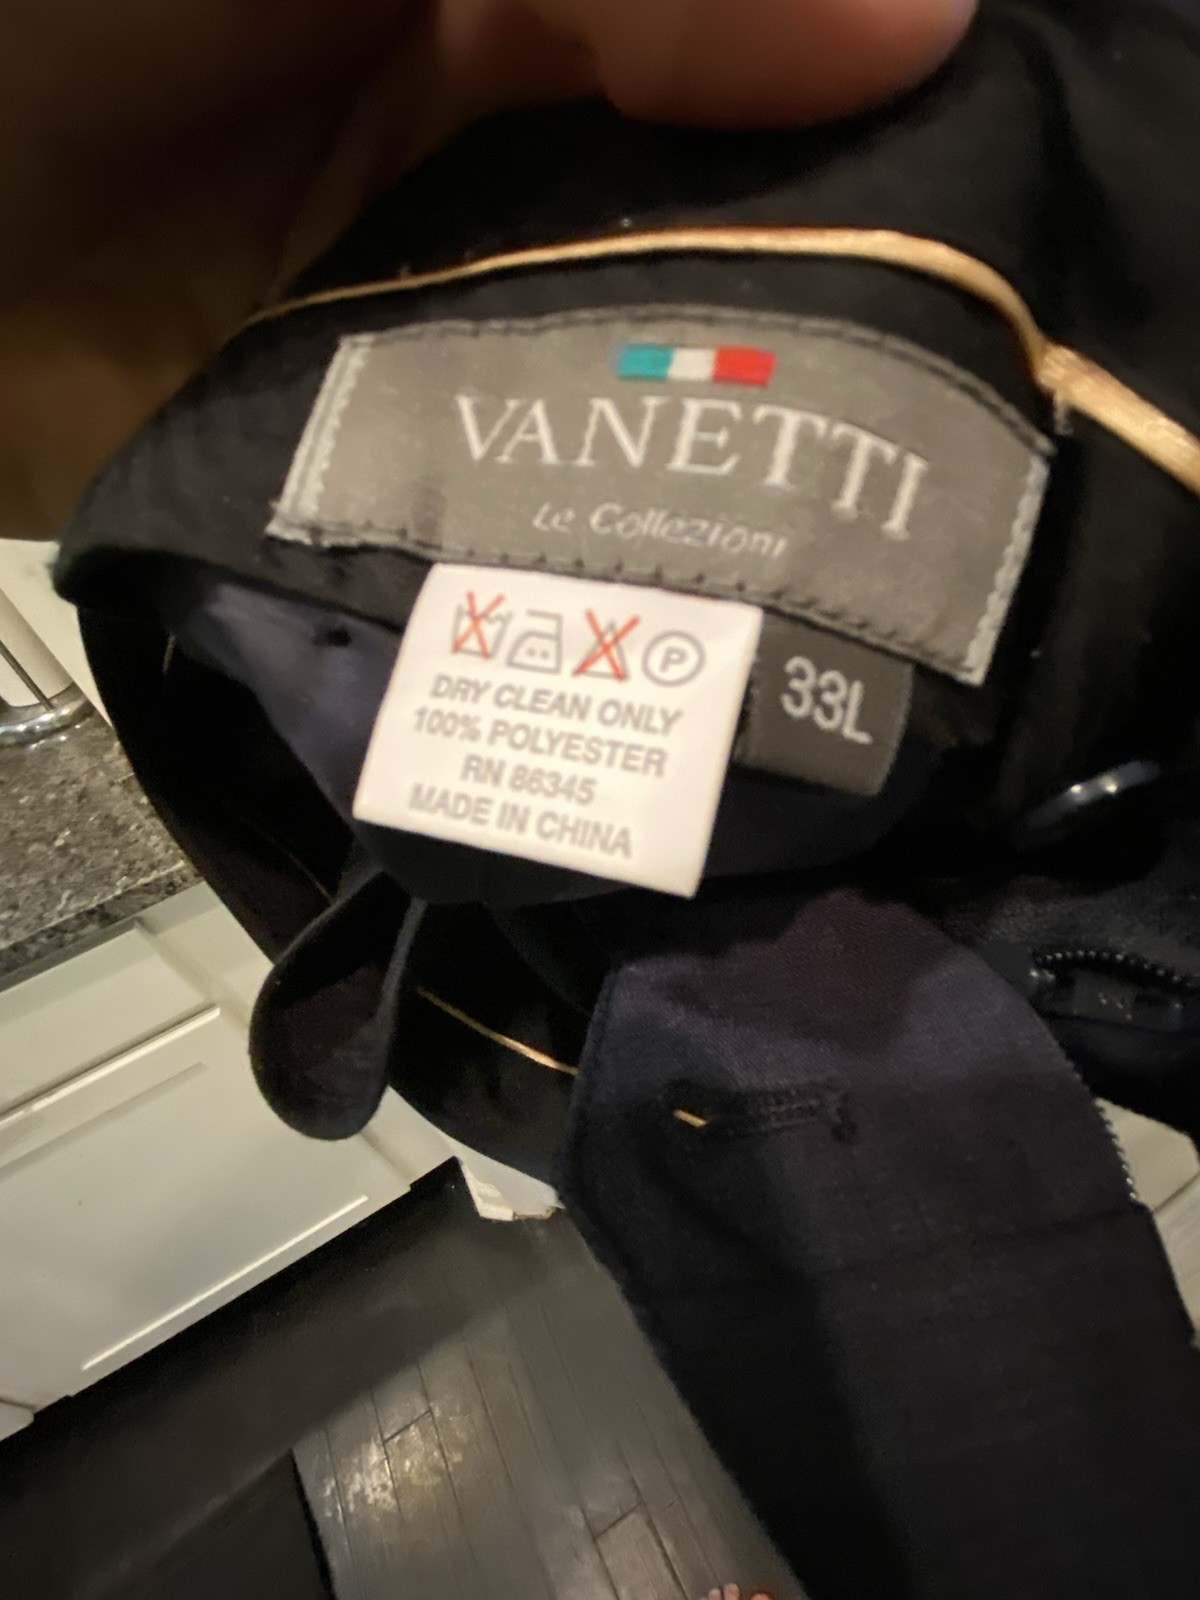 VANETTI
Le Collezioni
P
DRY CLEAN ONLY
100% POLYESTER
RN 86345
MADE IN CHINA
33L